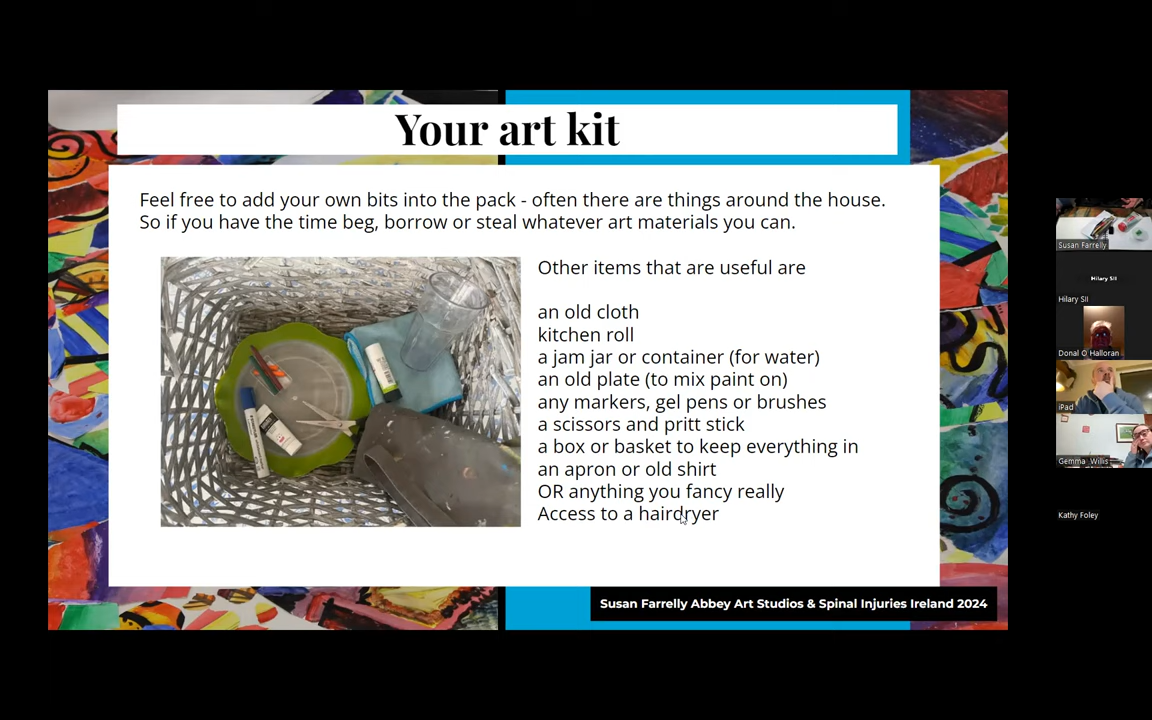 Your art kit
Feel free to add your own bits into the pack - often there are things around the house.
So if you have the time beg, borrow or steal whatever art materials you can.
Other items that are useful are
an old cloth
kitchen roll
a jam jar or container (for water)
an old plate (to mix paint on)
any markers, gel pens or brushes
a scissors and pritt stick
a box or basket to keep everything in
an apron or old shirt
OR anything you fancy really
Access to a hairdryer
Susan Farrelly Abbey Art Studios & Spinal Injuries Ireland 2024
Susan Farrelly
Hilary SII
Hilary SII
Donal O Halloran
iPad
Gemma Willis
Kathy Foley